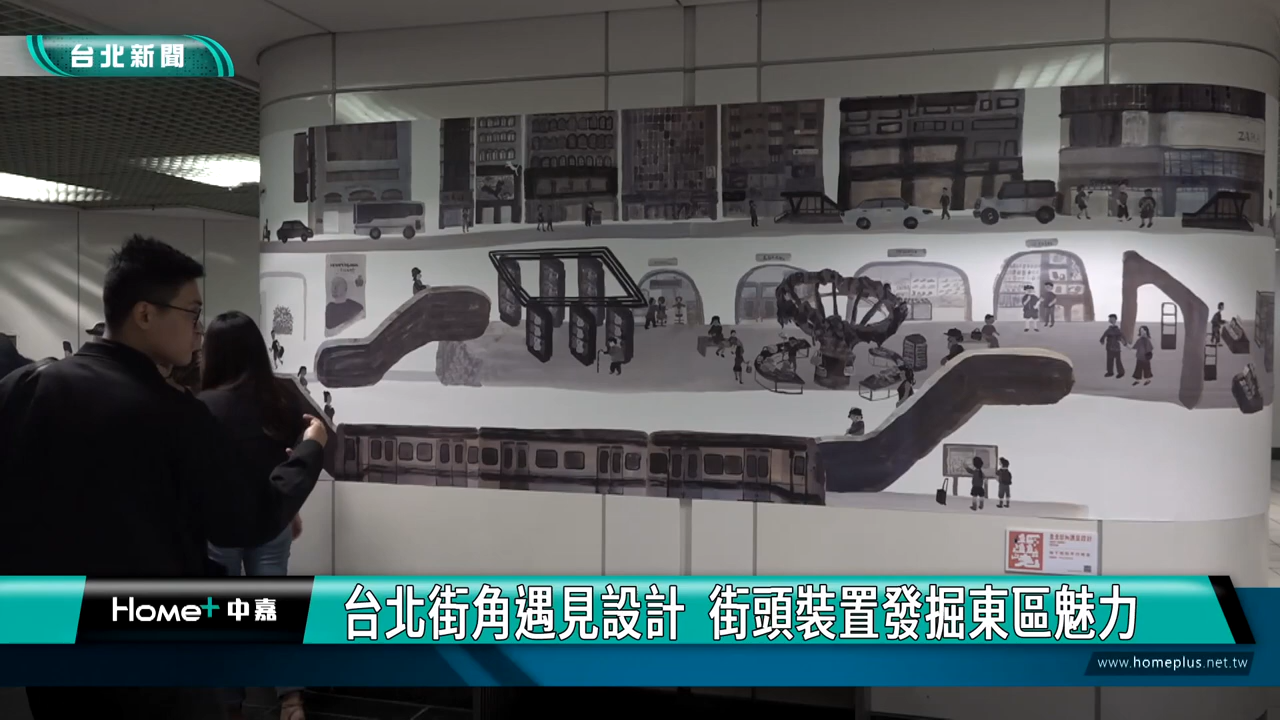 台北新聞
ZARA
Home+ 中嘉
台北街角遇見設計 街頭裝置發掘東區魅力
www.homeplus.net.tw